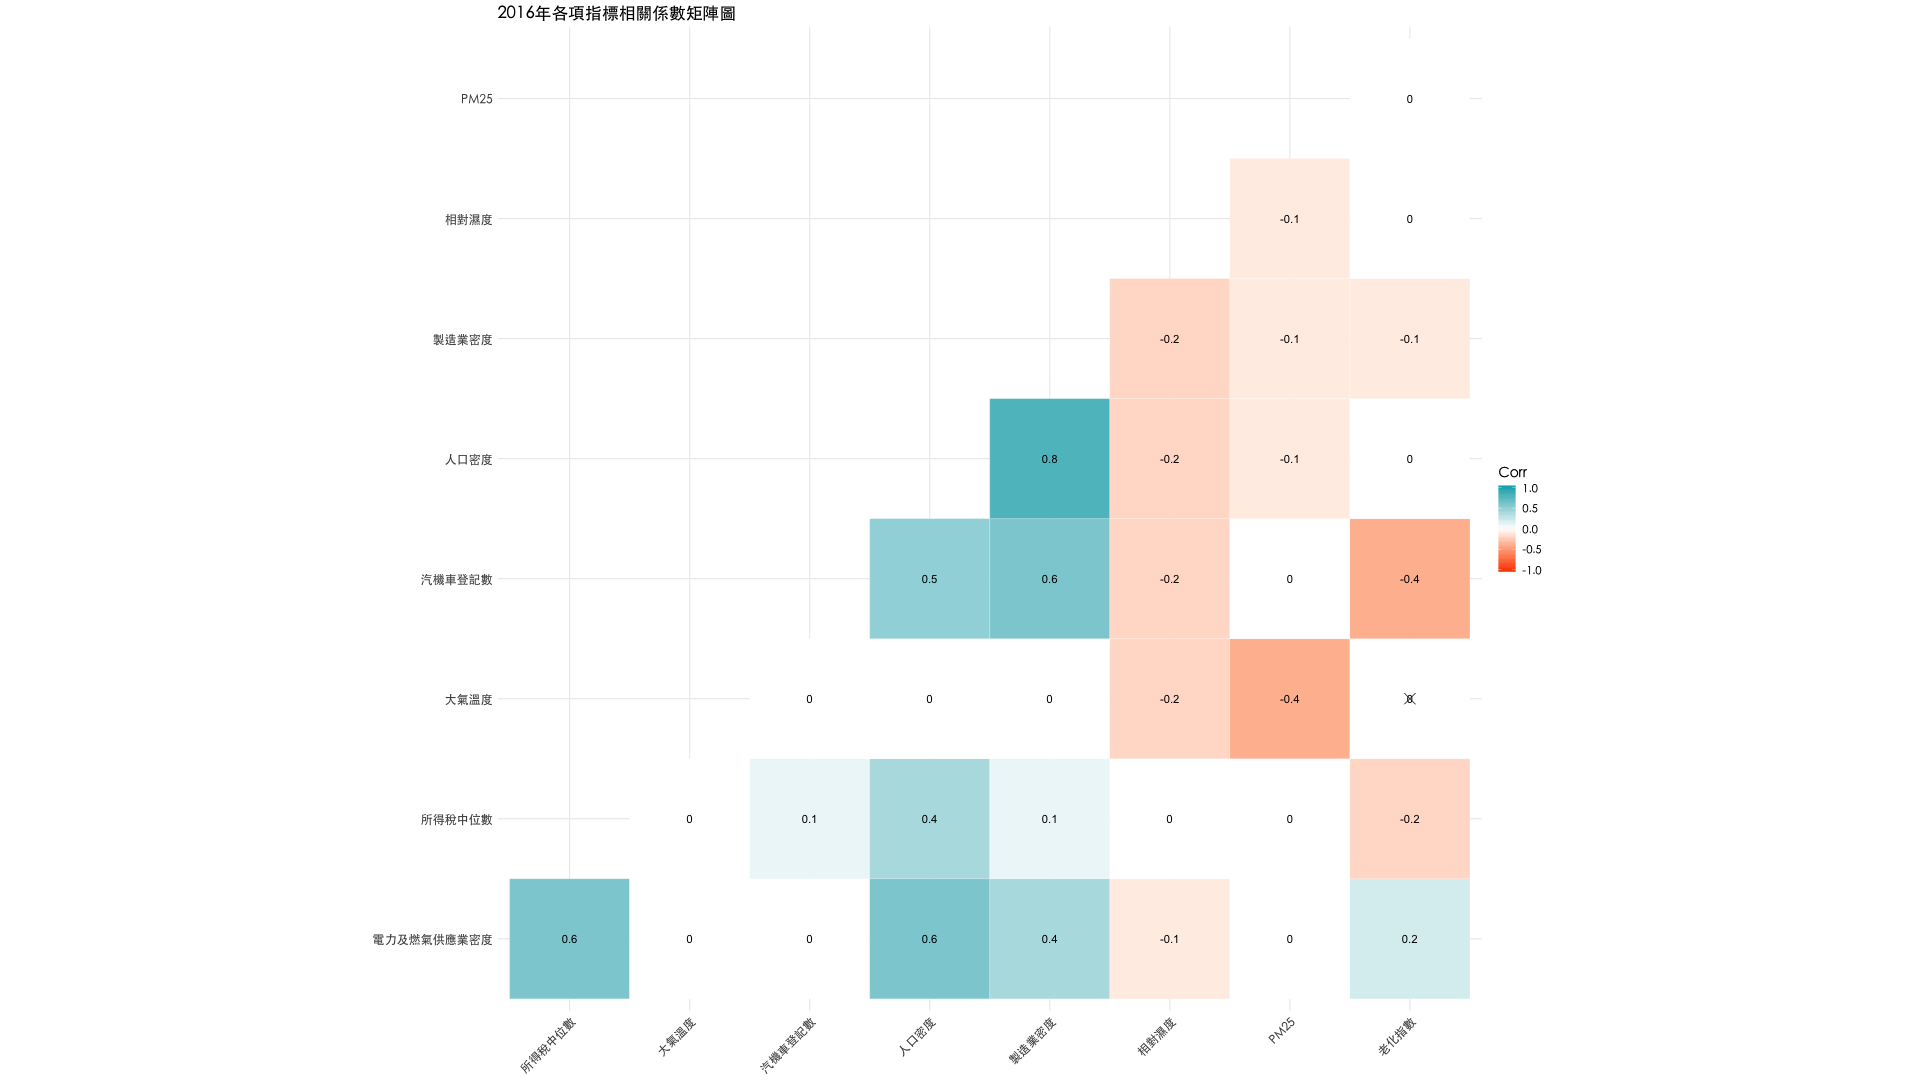 2016年各項指標相關係數矩陣圖
PM25
0
相對濕度
-0.1
0
製造業密度
-0.2
-0.1
-0.1
人口密度
0.8
-0.2
-0.1
0
汽機車登記數
0.5
0.6
-0.2
0
-0.4
大氣溫度
0
0
0
-0.2
-0.4
0
所得稅中位數
0
0.1
0.4
0.1
0
0
-0.2
電力及燃氣供應業密度
0.6
0
0
0.6
0.4
-0.1
0
0.2
所得稅中位數
大氣溫度
汽機車登記數
人口密度
製造業密度
相對濕度
PM25
老化指數
Corr
1.0
0.5
0.0
-0.5
-1.0